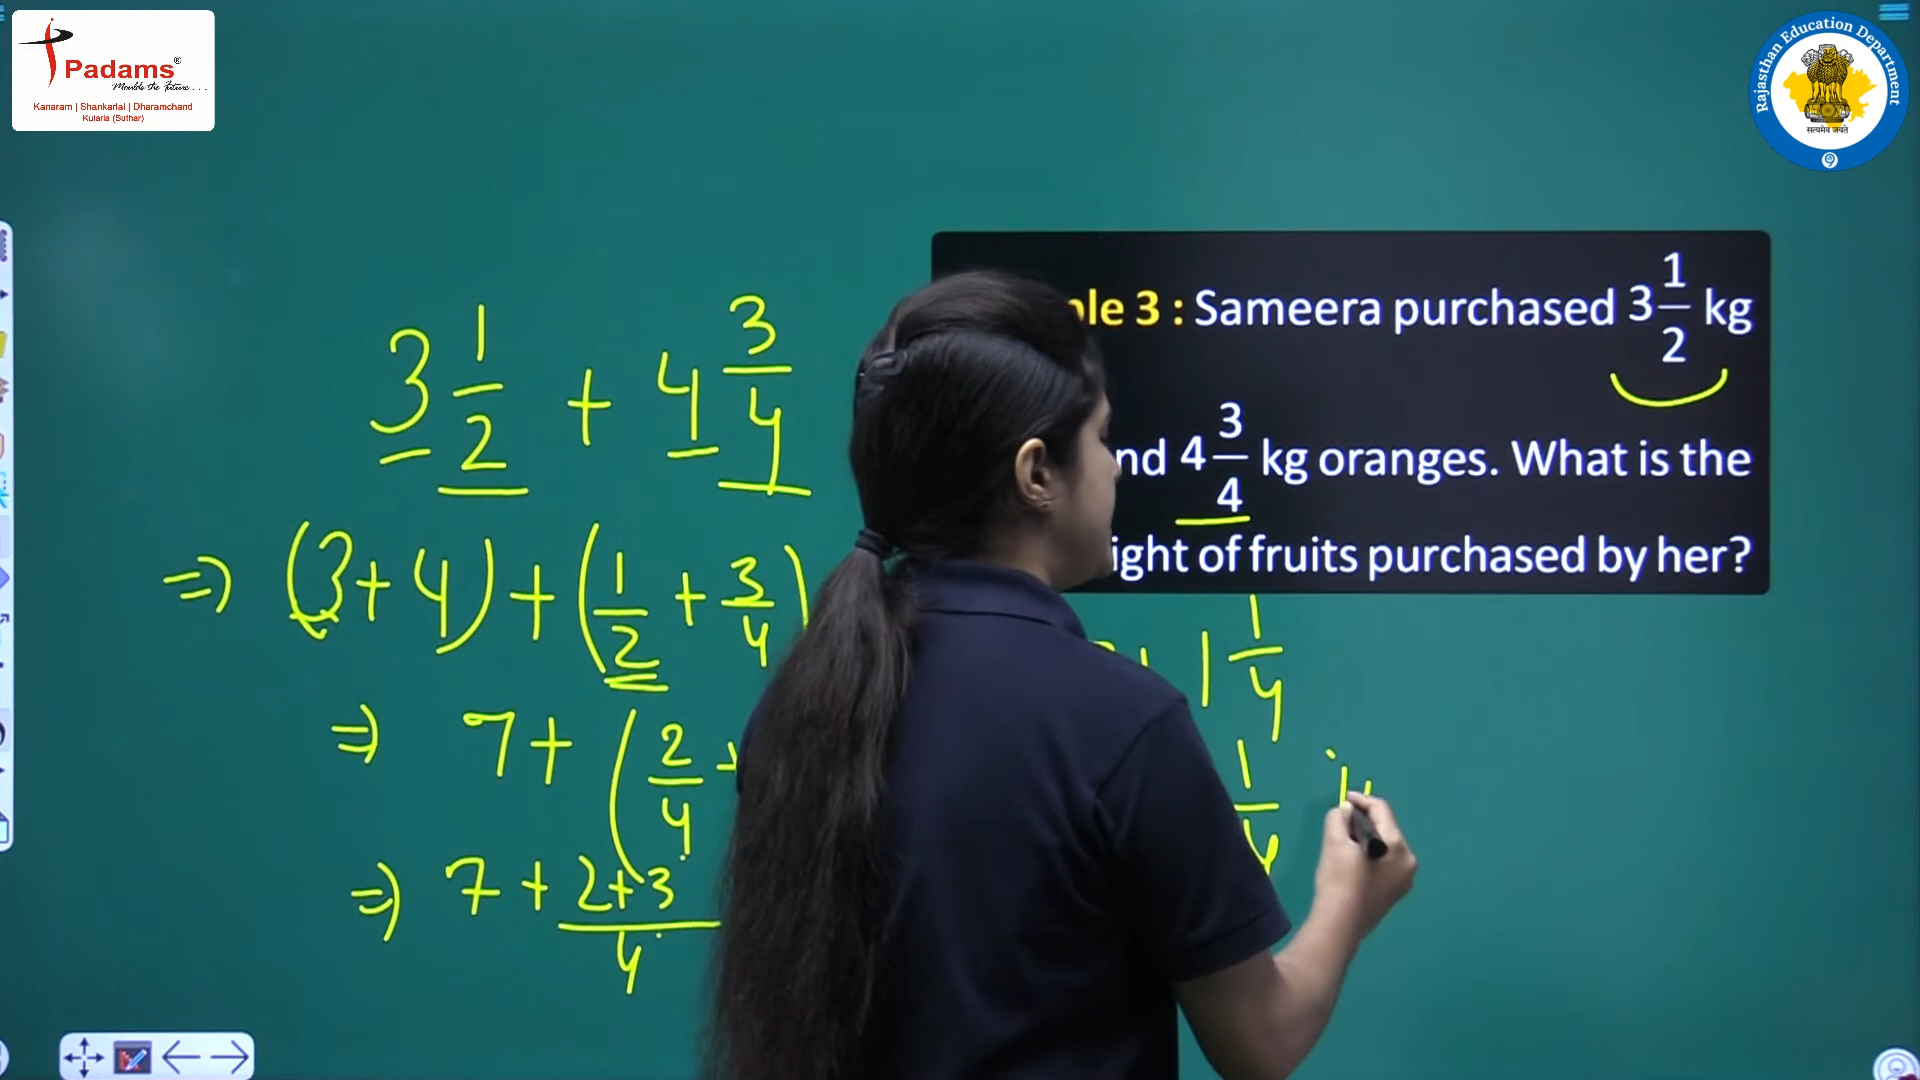 Padams®
Moulds the Future . . .
Kanaram | Shankarlal | Dharamchand
Kularia (Suthar)
Rajasthan Education Department
सत्यमेव जयते
ple 3 : Sameera purchased 3 1/2 kg
nd 4 3/4 kg oranges. What is the
ight of fruits purchased by her?
3 1/2 + 4 3/4
=> (3+4) + (1/2 + 3/4)
=> 7 + (2/4 +
=> 7 + 2+3/4
1 1/4
1/4